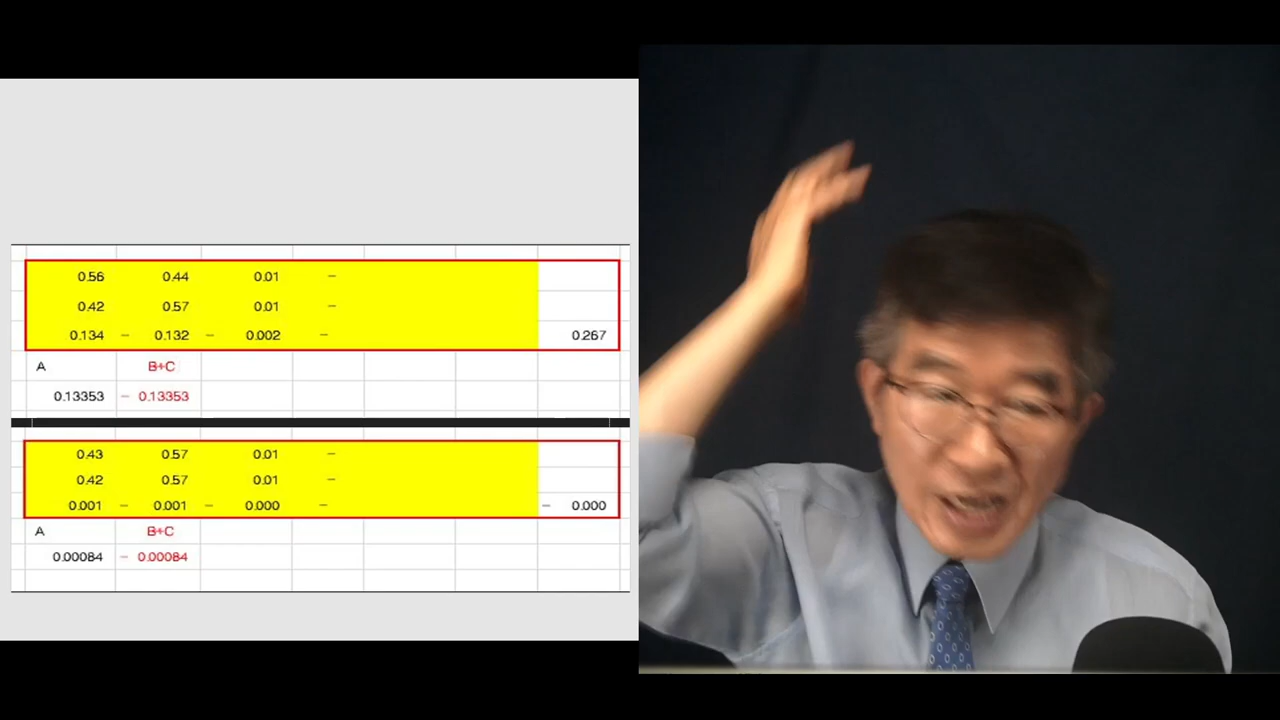 0.56 0.44 0.01 -
0.42 0.57 0.01 -
0.134 - 0.132 - 0.002 - 0.267
A B+C
0.13353 - 0.13353
0.43 0.57 0.01 -
0.42 0.57 0.01 -
0.001 - 0.001 - 0.000 - - 0.000
A B+C
0.00084 - 0.00084